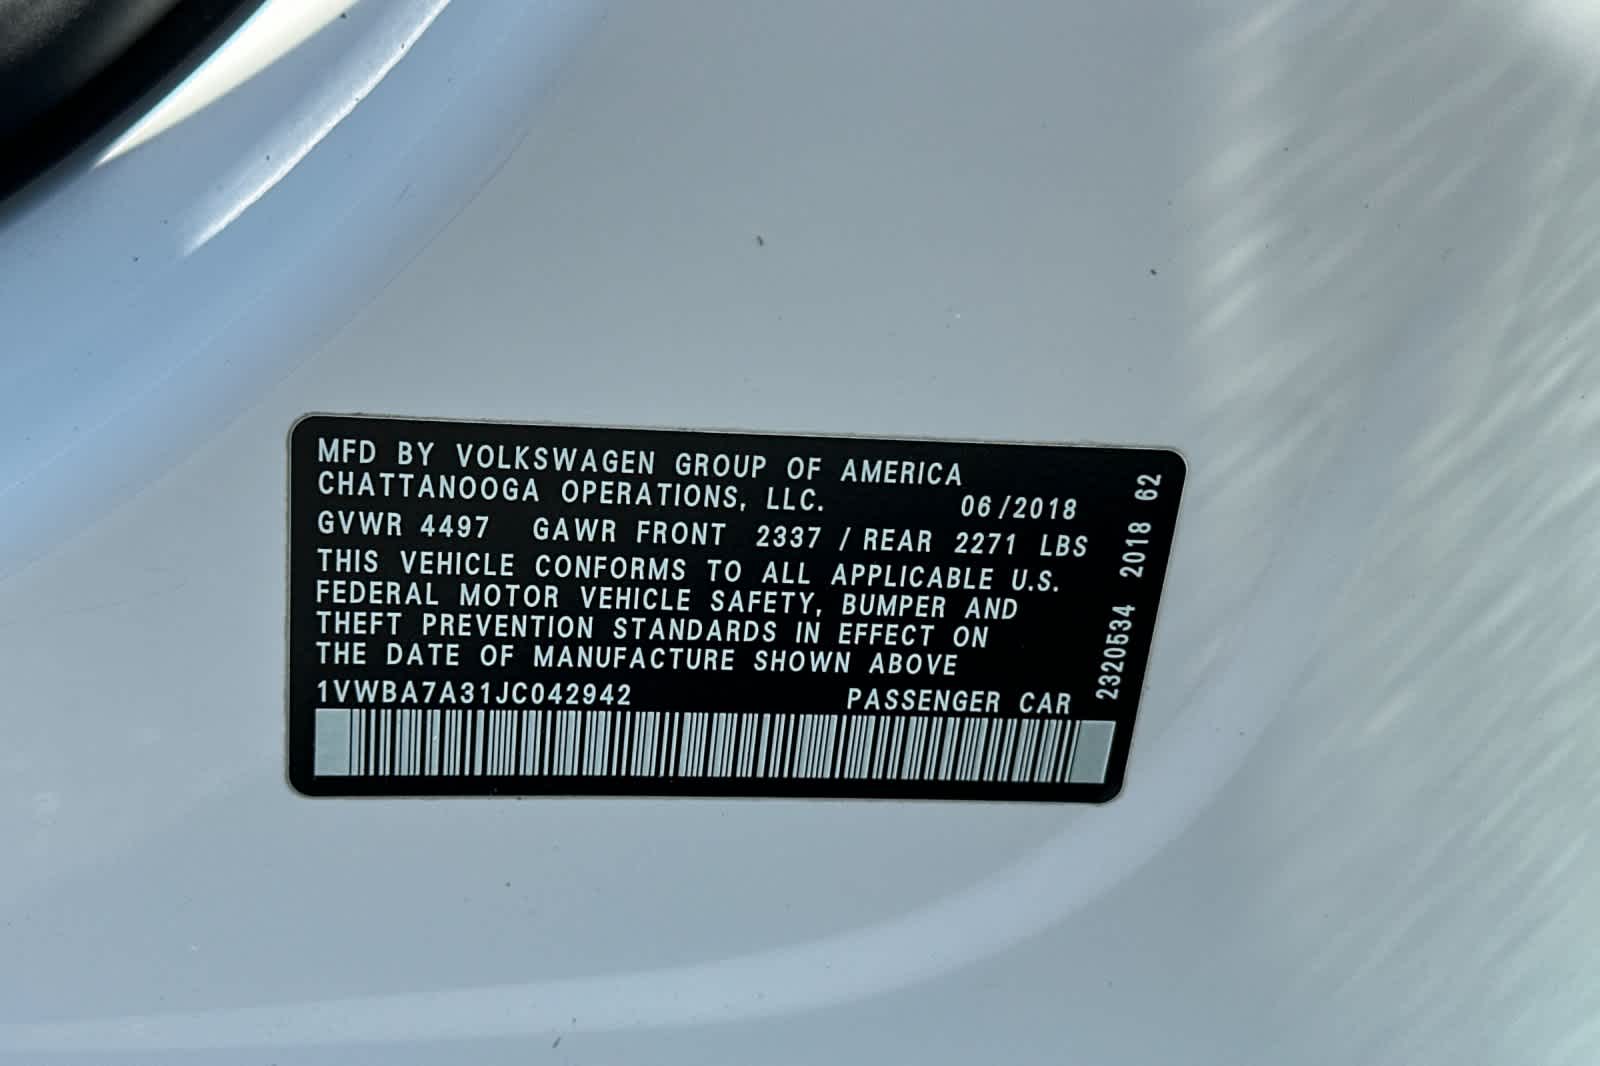 MFD BY VOLKSWAGEN GROUP OF AMERICA
CHATTANOOGA OPERATIONS, LLC. 06/2018
GVWR 4497 GAWR FRONT 2337 / REAR 2271 LBS
THIS VEHICLE CONFORMS TO ALL APPLICABLE U.S.
FEDERAL MOTOR VEHICLE SAFETY, BUMPER AND
THEFT PREVENTION STANDARDS IN EFFECT ON
THE DATE OF MANUFACTURE SHOWN ABOVE
1VWBA7A31JC042942 PASSENGER CAR
2320534 2018 62